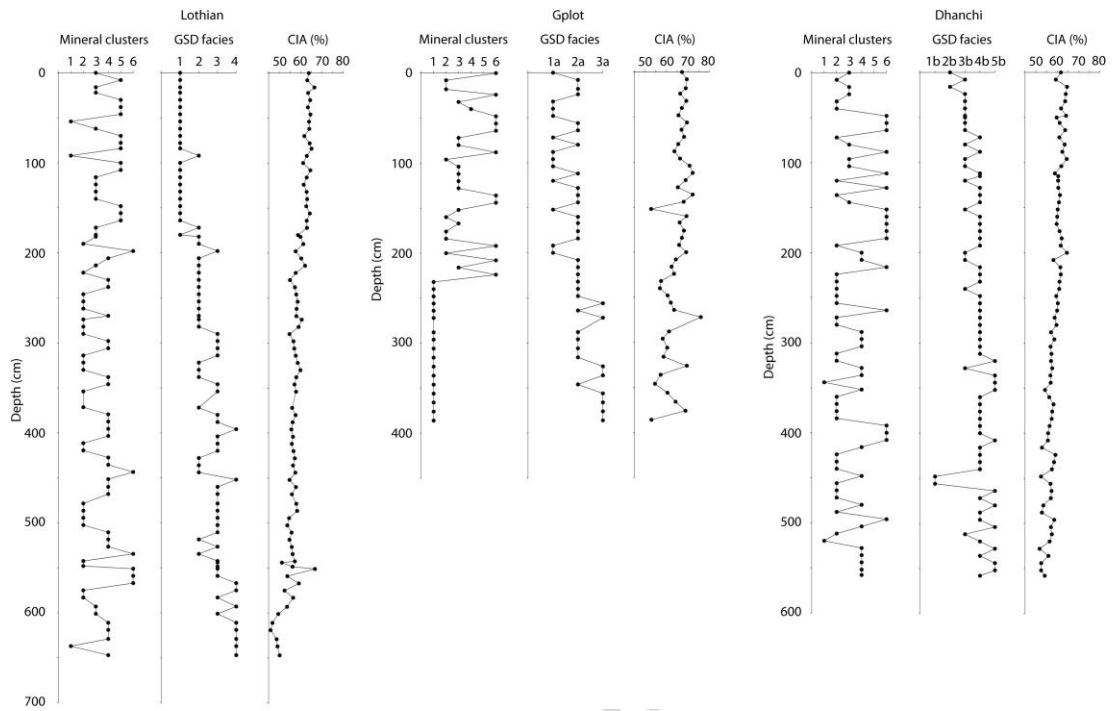 Lothian
Mineral clusters GSD facies CIA (%)
1 2 3 4 5 6 1 2 3 4 50 60 70 80
0
100
200
300
400
500
600
700
Depth (cm)
Gplot
Mineral clusters GSD facies CIA (%)
1 2 3 4 5 6 1a 2a 3a 50 60 70 80
0
100
200
300
400
Depth (cm)
Dhanchi
Mineral clusters GSD facies CIA (%)
1 2 3 4 5 6 1b 2b 3b 4b 5b 50 60 70 80
0
100
200
300
400
500
600
Depth (cm)